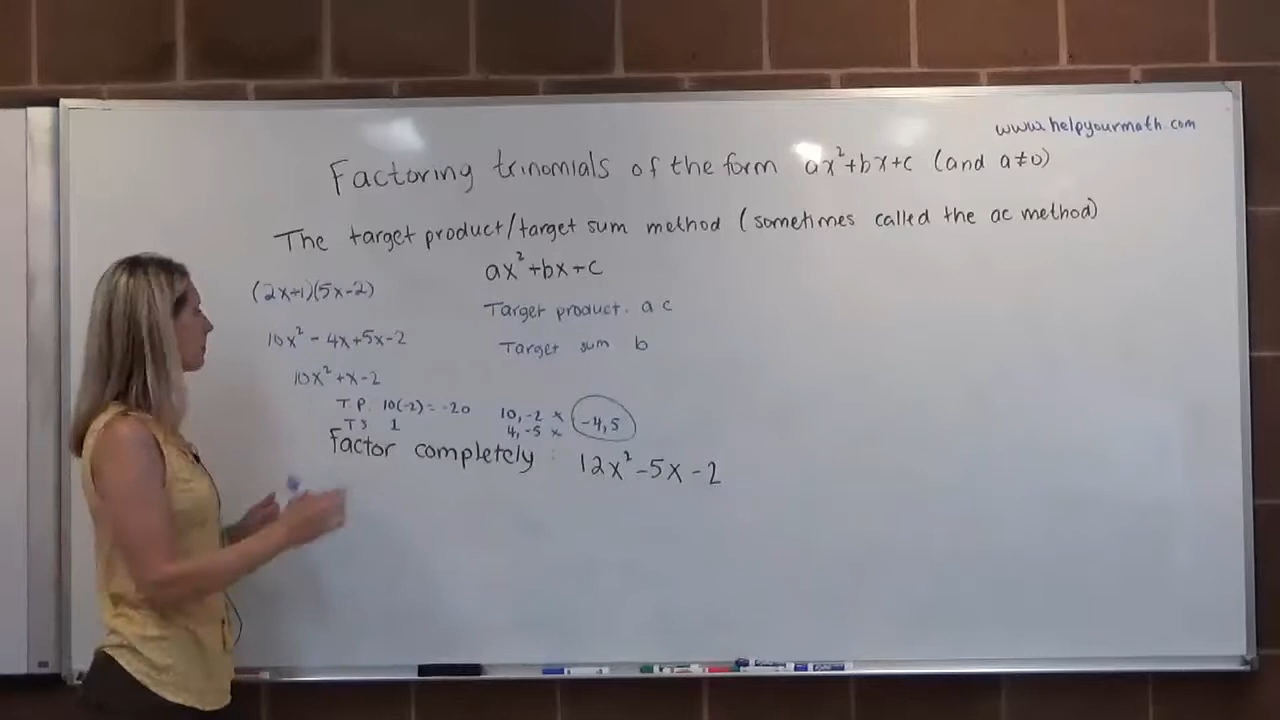 www.helpyourmath.com
Factoring trinomials of the form ax²+bx+c (and a≠0)
The target product/target sum method (sometimes called the ac method)
ax²+bx+c
(2x+1)(5x-2)
Target product. ac
10x² - 4x+5x-2
Target sum b
10x²+x-2
T.P. 10(-2)= -20 10, -2 x -4,5
T S 1 4, -5 x
Factor completely: 12x²-5x-2